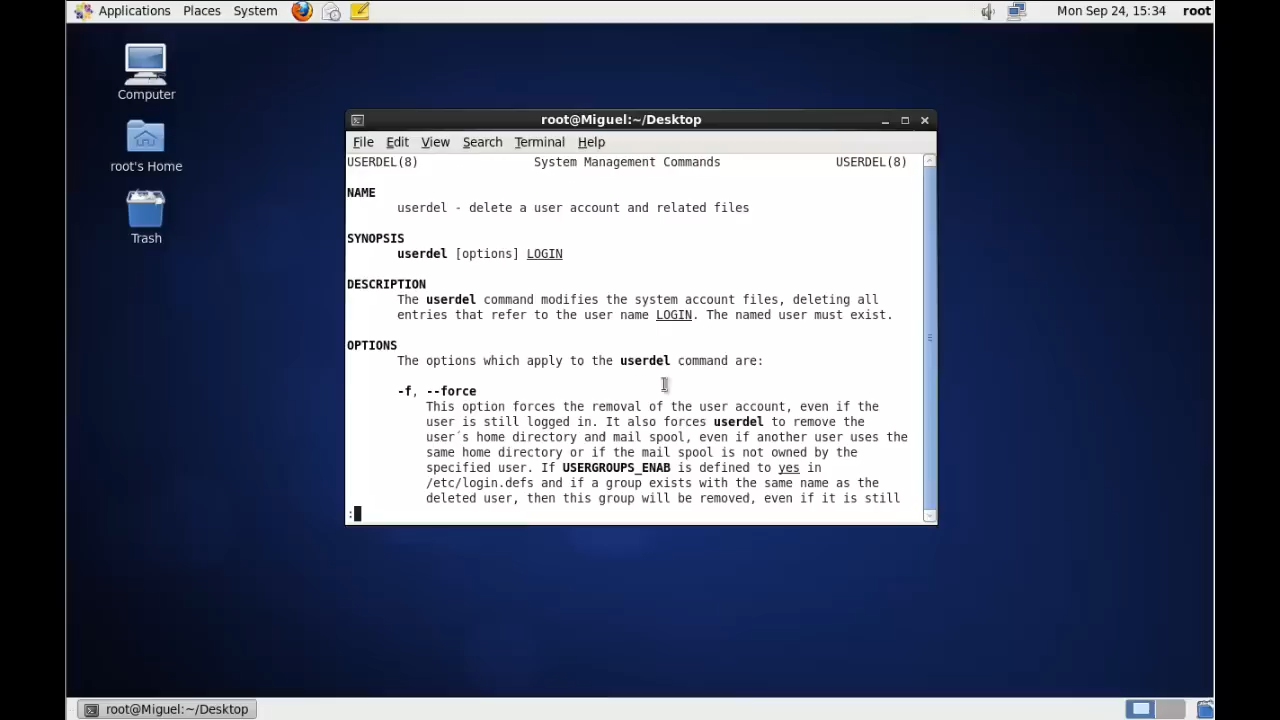 Applications Places System Mon Sep 24, 15:34 root
Computer
root's Home
Trash
root@Miguel:~/Desktop
File Edit View Search Terminal Help
USERDEL(8) System Management Commands USERDEL(8)
NAME
userdel - delete a user account and related files
SYNOPSIS
userdel [options] LOGIN
DESCRIPTION
The userdel command modifies the system account files, deleting all
entries that refer to the user name LOGIN. The named user must exist.
OPTIONS
The options which apply to the userdel command are:
-f, --force
This option forces the removal of the user account, even if the
user is still logged in. It also forces userdel to remove the
user´s home directory and mail spool, even if another user uses the
same home directory or if the mail spool is not owned by the
specified user. If USERGROUPS_ENAB is defined to yes in
/etc/login.defs and if a group exists with the same name as the
deleted user, then this group will be removed, even if it is still
:
root@Miguel:~/Desktop